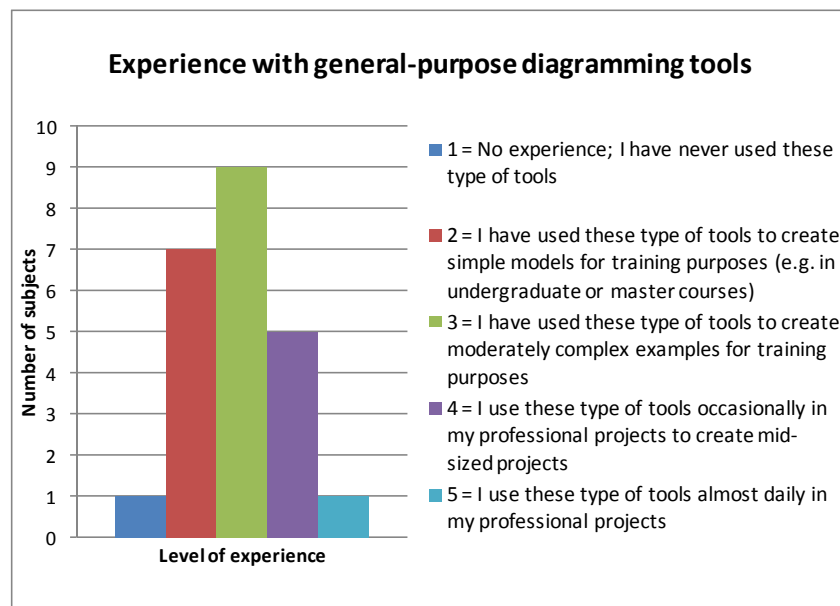 Experience with general-purpose diagramming tools
10
9
8
7
6
5
4
3
2
1
0
Number of subjects
Level of experience
1 = No experience; I have never used these
type of tools
2 = I have used these type of tools to create
simple models for training purposes (e.g. in
undergraduate or master courses)
3 = I have used these type of tools to create
moderately complex examples for training
purposes
4 = I use these type of tools occasionally in
my professional projects to create mid-
sized projects
5 = I use these type of tools almost daily in
my professional projects